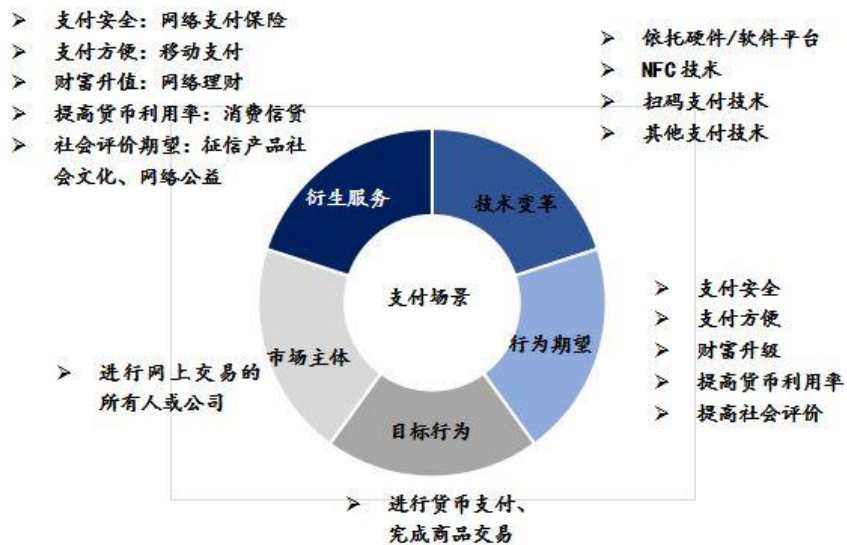 ➢ 支付安全：网络支付保险
➢ 支付方便：移动支付
➢ 财富升值：网络理财
➢ 提高货币利用率：消费信贷
➢ 社会评价期望：征信产品社
会文化、网络公益
➢ 依托硬件/软件平台
➢ NFC技术
➢ 扫码支付技术
➢ 其他支付技术
衍生服务
技术变革
支付场景
市场主体
行为期望
目标行为
➢ 支付安全
➢ 支付方便
➢ 财富升级
➢ 提高货币利用率
➢ 提高社会评价
➢ 进行网上交易的
所有人或公司
➢ 进行货币支付、
完成商品交易